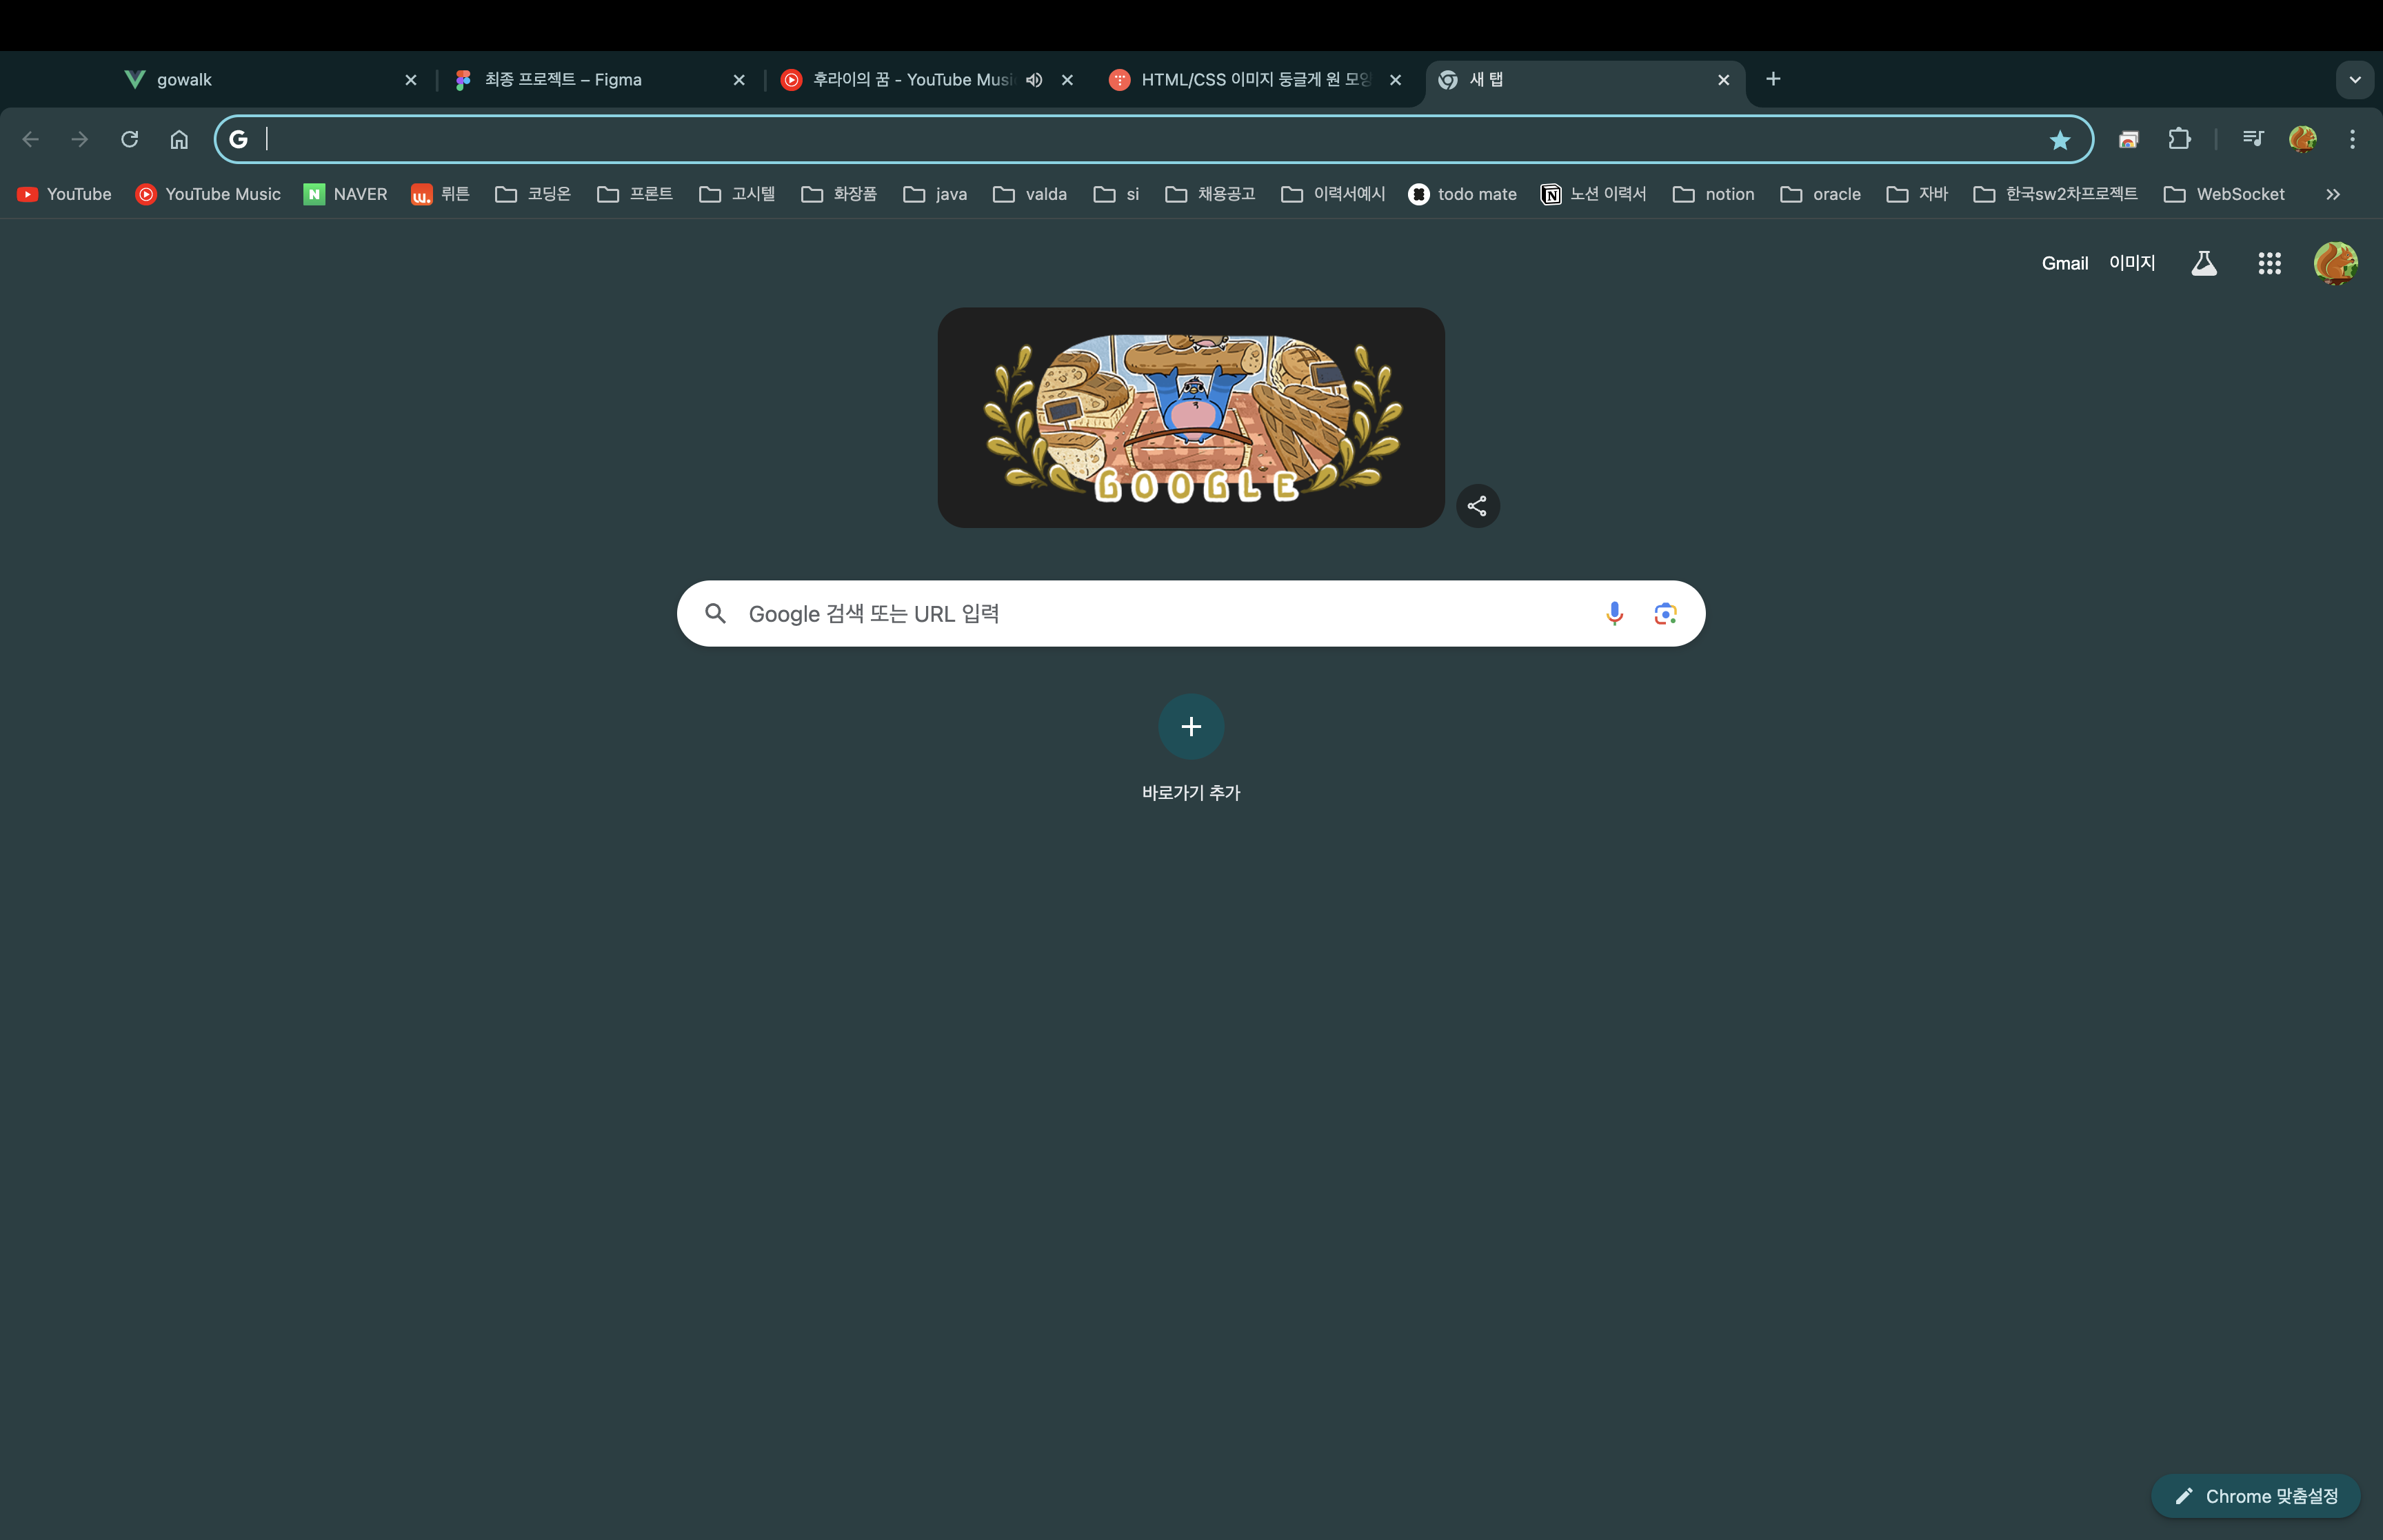 gowalk
최종 프로젝트 – Figma
후라이의 꿈 - YouTube Musi
HTML/CSS 이미지 둥글게 원 모양
새 탭
G
YouTube
YouTube Music
NAVER
뤼튼
코딩온
프론트
고시텔
화장품
java
valda
si
채용공고
이력서예시
todo mate
노션 이력서
notion
oracle
자바
한국sw2차프로젝트
WebSocket
Gmail
이미지
GOOGLE
Google 검색 또는 URL 입력
바로가기 추가
Chrome 맞춤설정